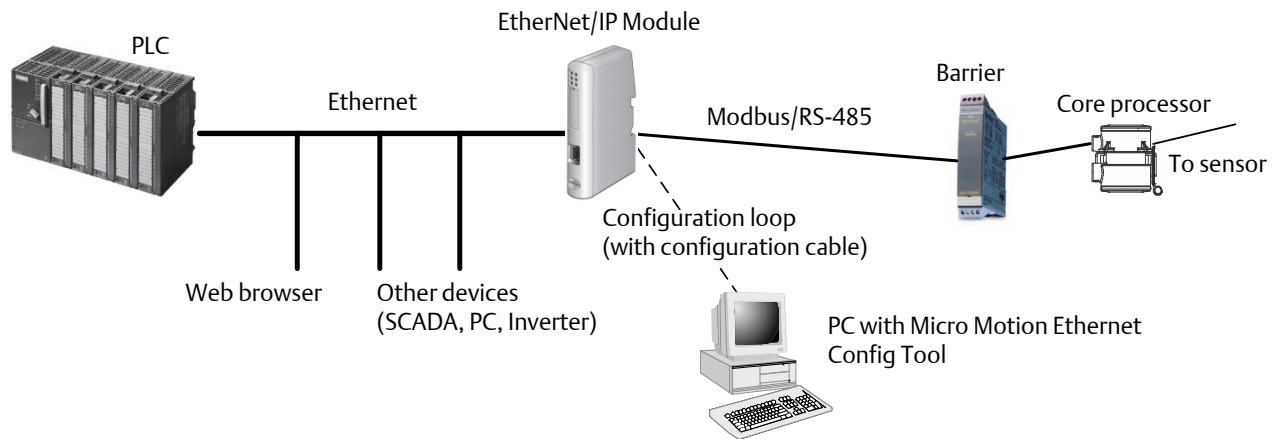 EtherNet/IP Module
PLC
Barrier
Ethernet
Core processor
Modbus/RS-485
To sensor
Configuration loop
(with configuration cable)
Web browser
Other devices
(SCADA, PC, Inverter)
PC with Micro Motion Ethernet
Config Tool